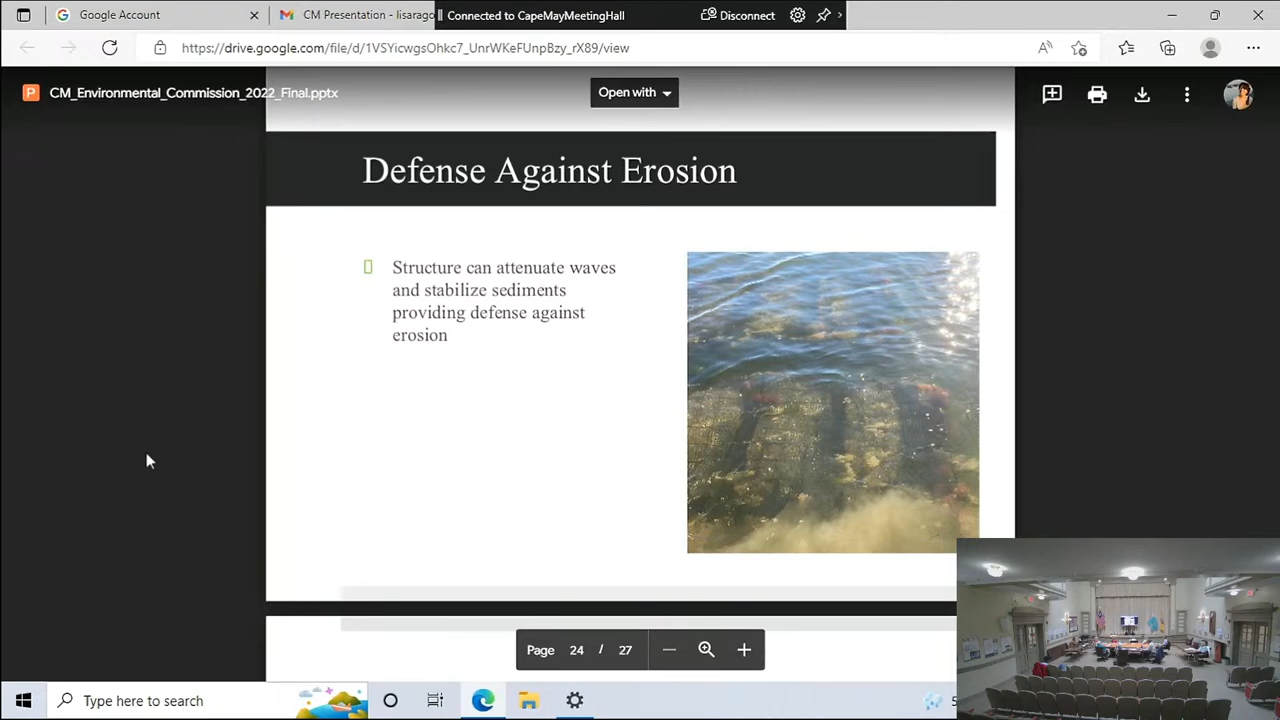 Google Account
CM Presentation - lisarago
Connected to CapeMayMeetingHall
Disconnect
https://drive.google.com/file/d/1VSYicwgsOhkc7_UnrWKeFUnpBzy_rX89/view
CM_Environmental_Commission_2022_Final.pptx
Open with
Defense Against Erosion
Structure can attenuate waves
and stabilize sediments
providing defense against
erosion
Page 24 / 27
Type here to search
5